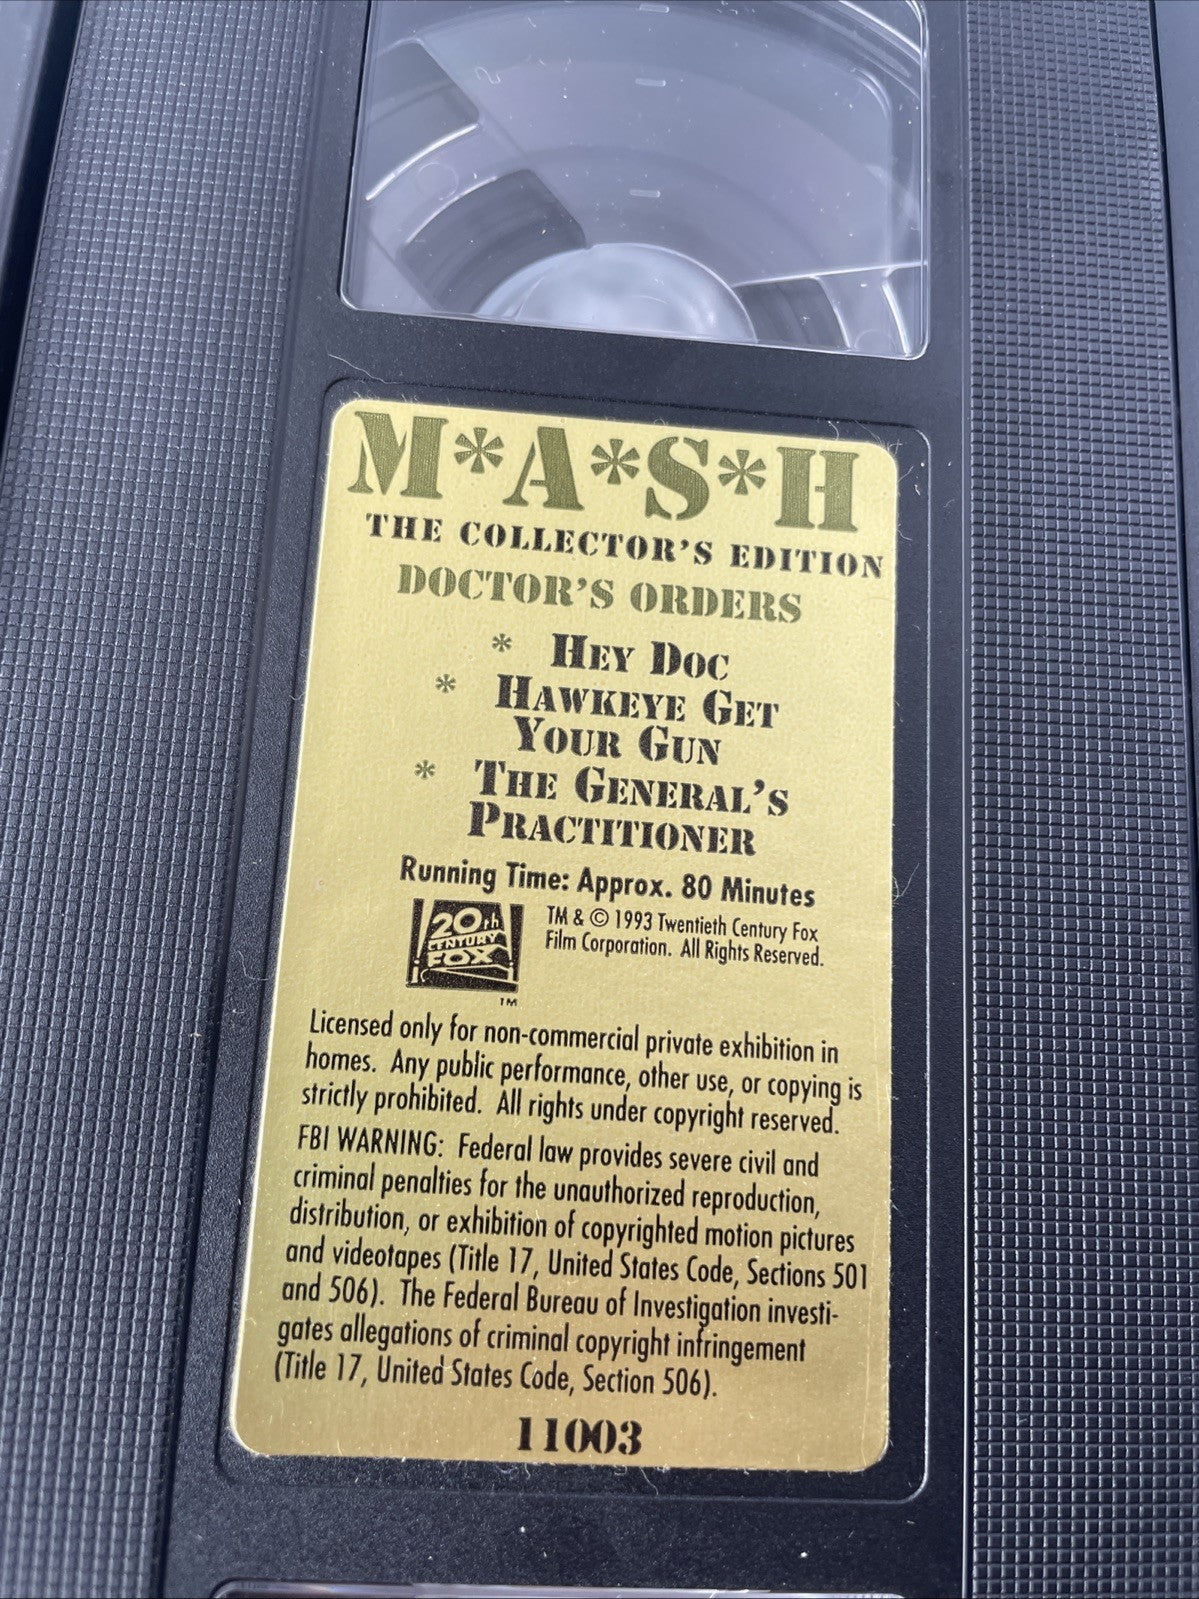 M*A*S*H
THE COLLECTOR'S EDITION
DOCTOR'S ORDERS
* HEY DOC
* HAWKEYE GET
YOUR GUN
* THE GENERAL'S
PRACTITIONER
Running Time: Approx. 80 Minutes
20th
CENTURY
FOX
TM
TM & © 1993 Twentieth Century Fox
Film Corporation. All Rights Reserved.
Licensed only for non-commercial private exhibition in
homes. Any public performance, other use, or copying is
strictly prohibited. All rights under copyright reserved.
FBI WARNING: Federal law provides severe civil and
criminal penalties for the unauthorized reproduction,
distribution, or exhibition of copyrighted motion pictures
and videotapes (Title 17, United States Code, Sections 501
and 506). The Federal Bureau of Investigation investi-
gates allegations of criminal copyright infringement
(Title 17, United States Code, Section 506).
11003